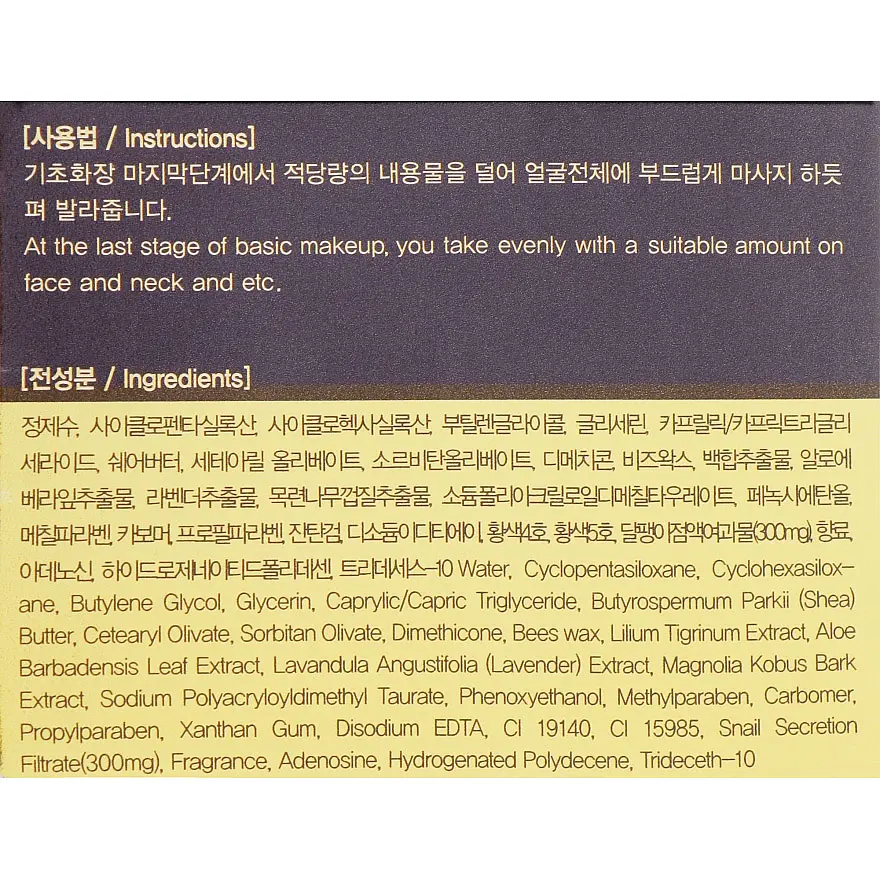 [사용법 / Instructions]
기초화장 마지막단계에서 적당량의 내용물을 덜어 얼굴전체에 부드럽게 마사지 하듯
펴 발라줍니다.
At the last stage of basic makeup, you take evenly with a suitable amount on
face and neck and etc.
[전성분 / Ingredients]
정제수, 사이클로펜타실록산, 사이클로헥사실록산, 부틸렌글라이콜, 글리세린, 카프릴릭/카프릭트리글리
세라이드, 쉐어버터, 세테아릴 올리베이트, 소르비탄올리베이트, 디메치콘, 비즈왁스, 백합추출물, 알로에
베라잎추출물, 라벤더추출물, 목련나무껍질추출물, 소듐폴리아크릴로일디메칠타우레이트, 페녹시에탄올,
메칠파라벤, 카보머, 프로필파라벤, 잔탄검, 디소듐이디티에이, 황색4호, 황색5호, 달팽이점액여과물(300mg), 향료,
아데노신, 하이드로제네이티드폴리데센, 트리데세스-10 Water, Cyclopentasiloxane, Cyclohexasilox-
ane, Butylene Glycol, Glycerin, Caprylic/Capric Triglyceride, Butyrospermum Parkii (Shea)
Butter, Cetearyl Olivate, Sorbitan Olivate, Dimethicone, Bees wax, Lilium Tigrinum Extract, Aloe
Barbadensis Leaf Extract, Lavandula Angustifolia (Lavender) Extract, Magnolia Kobus Bark
Extract, Sodium Polyacryloyldimethyl Taurate, Phenoxyethanol, Methylparaben, Carbomer,
Propylparaben, Xanthan Gum, Disodium EDTA, CI 19140, CI 15985, Snail Secretion
Filtrate(300mg), Fragrance, Adenosine, Hydrogenated Polydecene, Trideceth-10